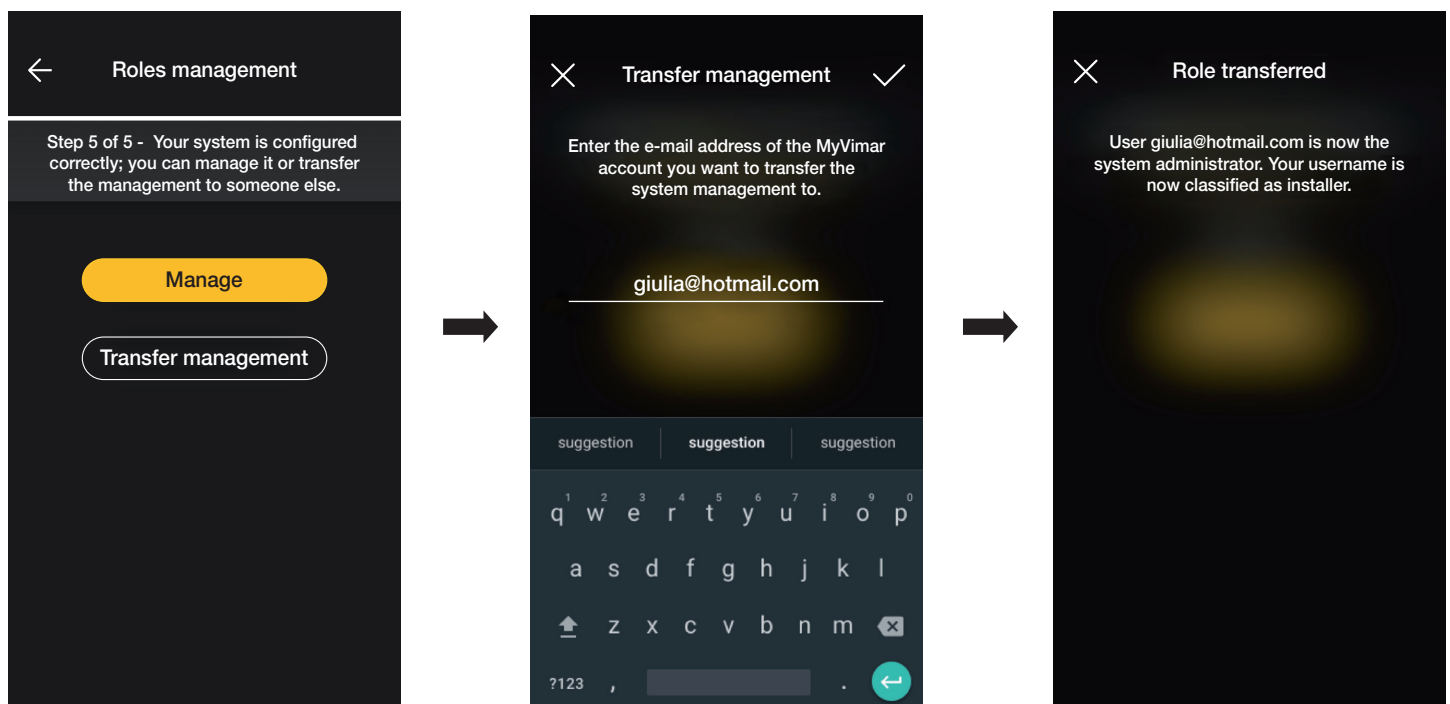 Roles management
Step 5 of 5 - Your system is configured
correctly; you can manage it or transfer
the management to someone else.
Manage
Transfer management
Transfer management
Enter the e-mail address of the MyVimar
account you want to transfer the
system management to.
giulia@hotmail.com
suggestion suggestion suggestion
1 2 3 4 5 6 7 8 9 0
q w e r t y u i o p
a s d f g h j k l
z x c v b n m
?123 , .
Role transferred
User giulia@hotmail.com is now the
system administrator. Your username is
now classified as installer.